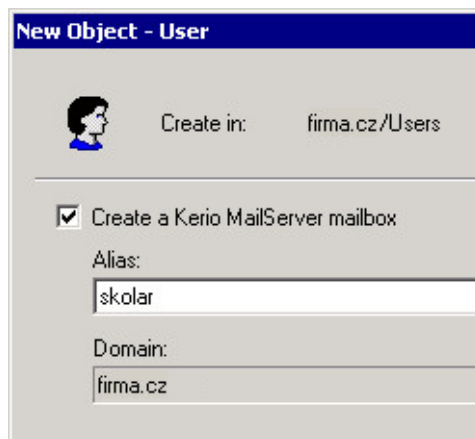 New Object - User
Create in: firma.cz/Users
Create a Kerio MailServer mailbox
Alias:
skolar
Domain:
firma.cz